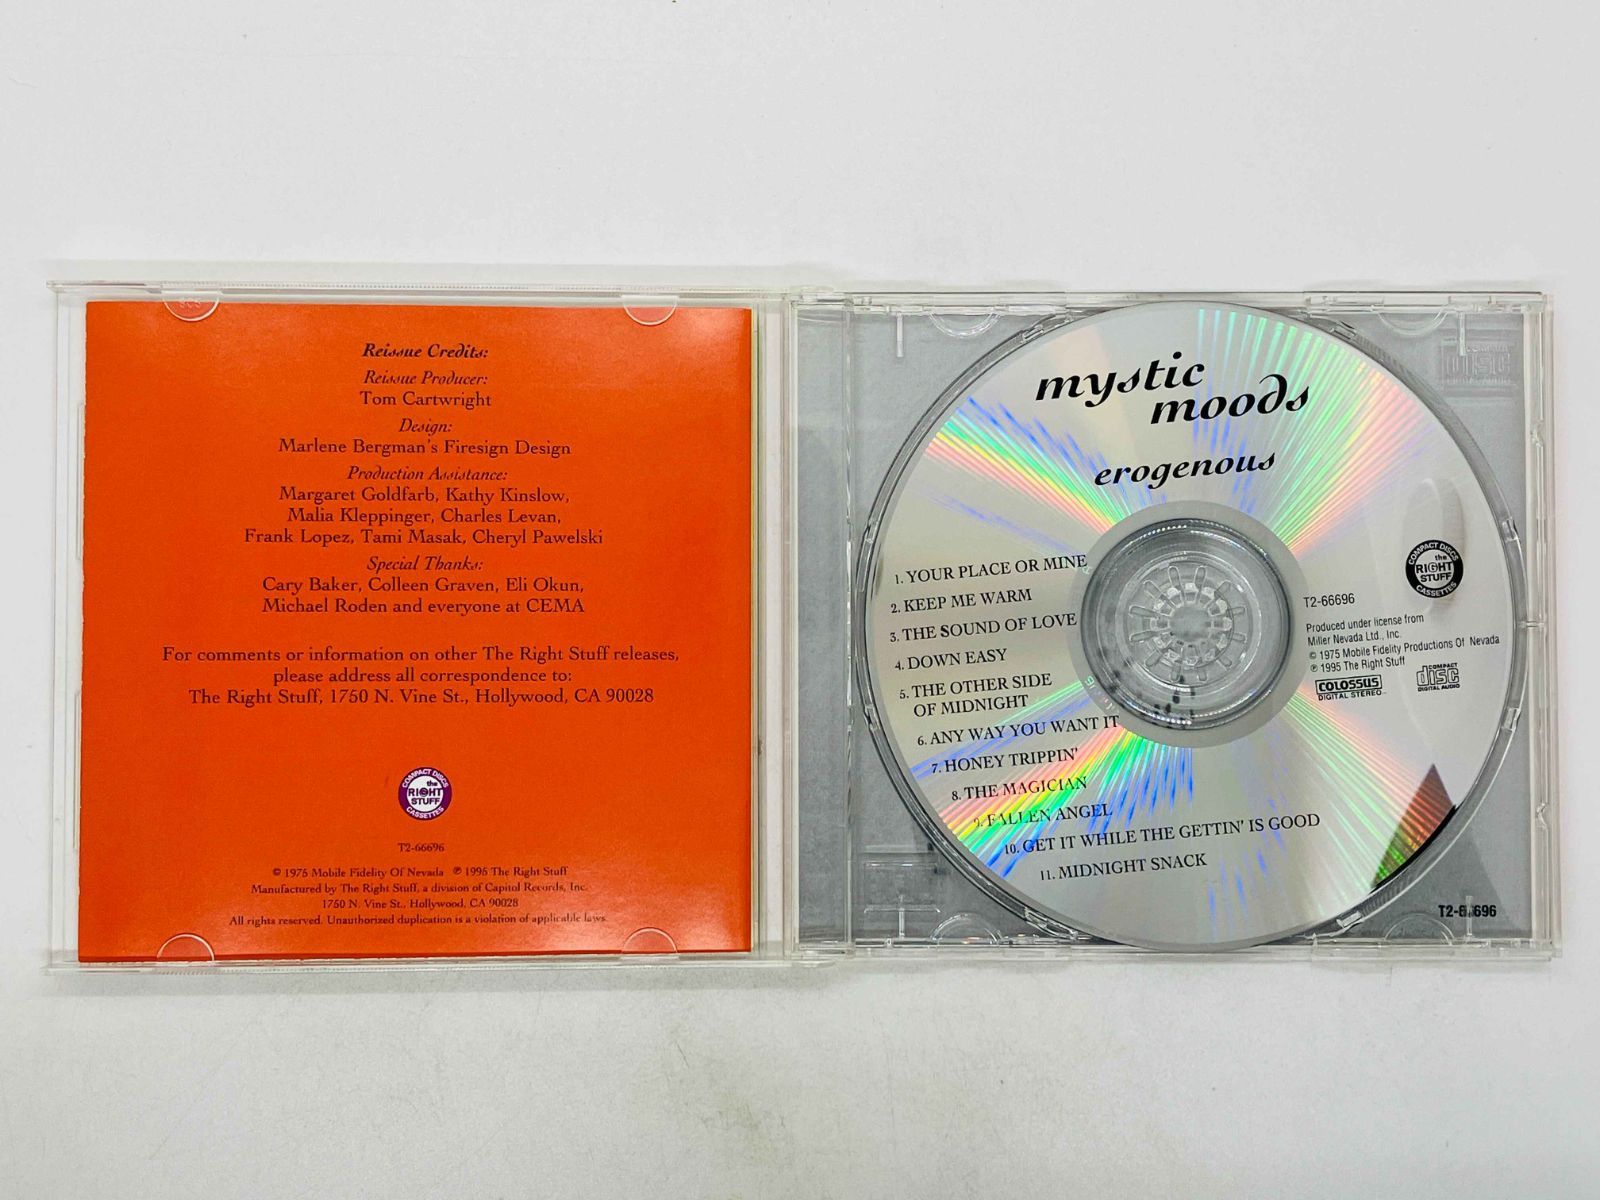 Reissue Credits:
Reissue Producer:
Tom Cartwright
Design:
Marlene Bergman's Firesign Design
Production Assistance:
Margaret Goldfarb, Kathy Kinslow,
Malia Kleppinger, Charles Levan,
Frank Lopez, Tami Masak, Cheryl Pawelski
Special Thanks:
Cary Baker, Colleen Graven, Eli Okun,
Michael Roden and everyone at CEMA
For comments or information on other The Right Stuff releases,
please address all correspondence to:
The Right Stuff, 1750 N. Vine St., Hollywood, CA 90028
COMPACT DISCS
the
RIGHT
STUFF
CASSETTES
T2-66696
© 1975 Mobile Fidelity Of Nevada ℗ 1995 The Right Stuff
Manufactured by The Right Stuff, a division of Capitol Records, Inc.
1750 N. Vine St., Hollywood, CA 90028
All rights reserved. Unauthorized duplication is a violation of applicable laws.
mystic
moods
erogenous
1. YOUR PLACE OR MINE
2. KEEP ME WARM
3. THE SOUND OF LOVE
4. DOWN EASY
5. THE OTHER SIDE
OF MIDNIGHT
6. ANY WAY YOU WANT IT
7. HONEY TRIPPIN'
8. THE MAGICIAN
9. FALLEN ANGEL
10. GET IT WHILE THE GETTIN' IS GOOD
11. MIDNIGHT SNACK
COMPACT DISCS
the
RIGHT
STUFF
CASSETTES
T2-66696
Produced under license from
Miller Nevada Ltd., Inc.
© 1975 Mobile Fidelity Productions Of Nevada
℗ 1995 The Right Stuff
COLOSSUS
DIGITAL STEREO
COMPACT
disc
DIGITAL AUDIO
T2-66696